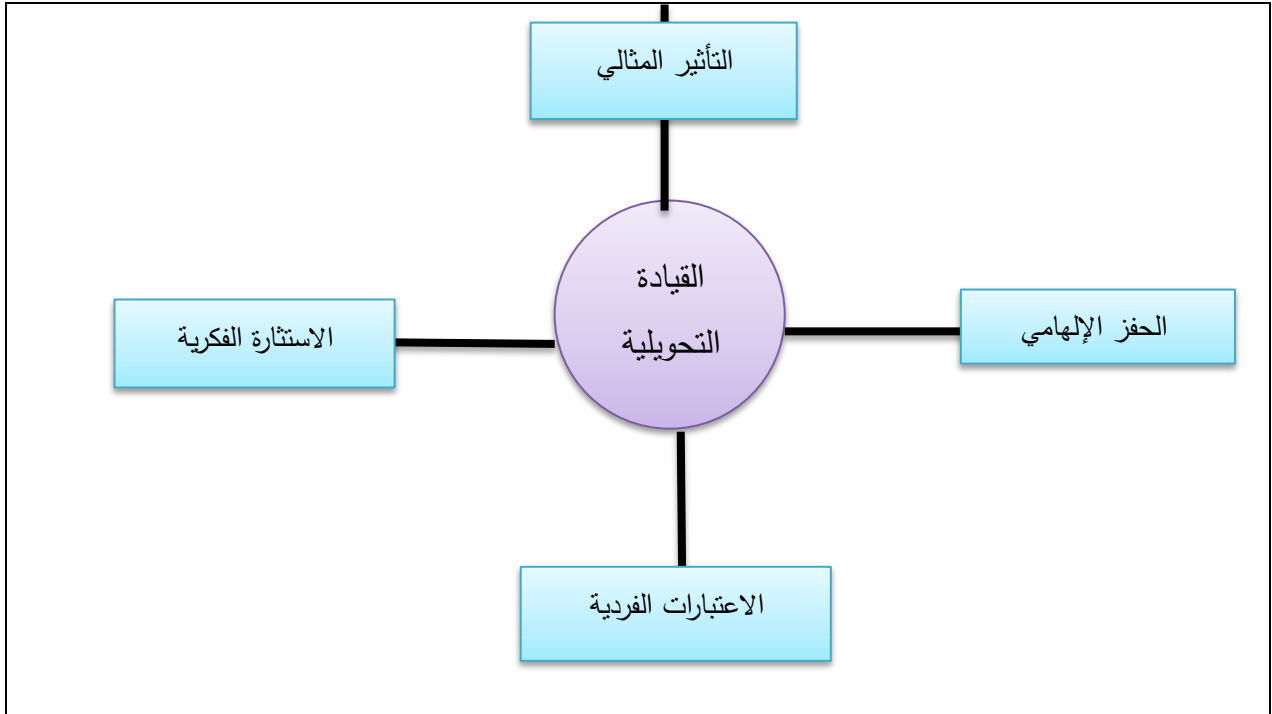 التأثير المثالي
القيادة
التحويلية
الحفز الإلهامي
الاستثارة الفكرية
الاعتبارات الفردية